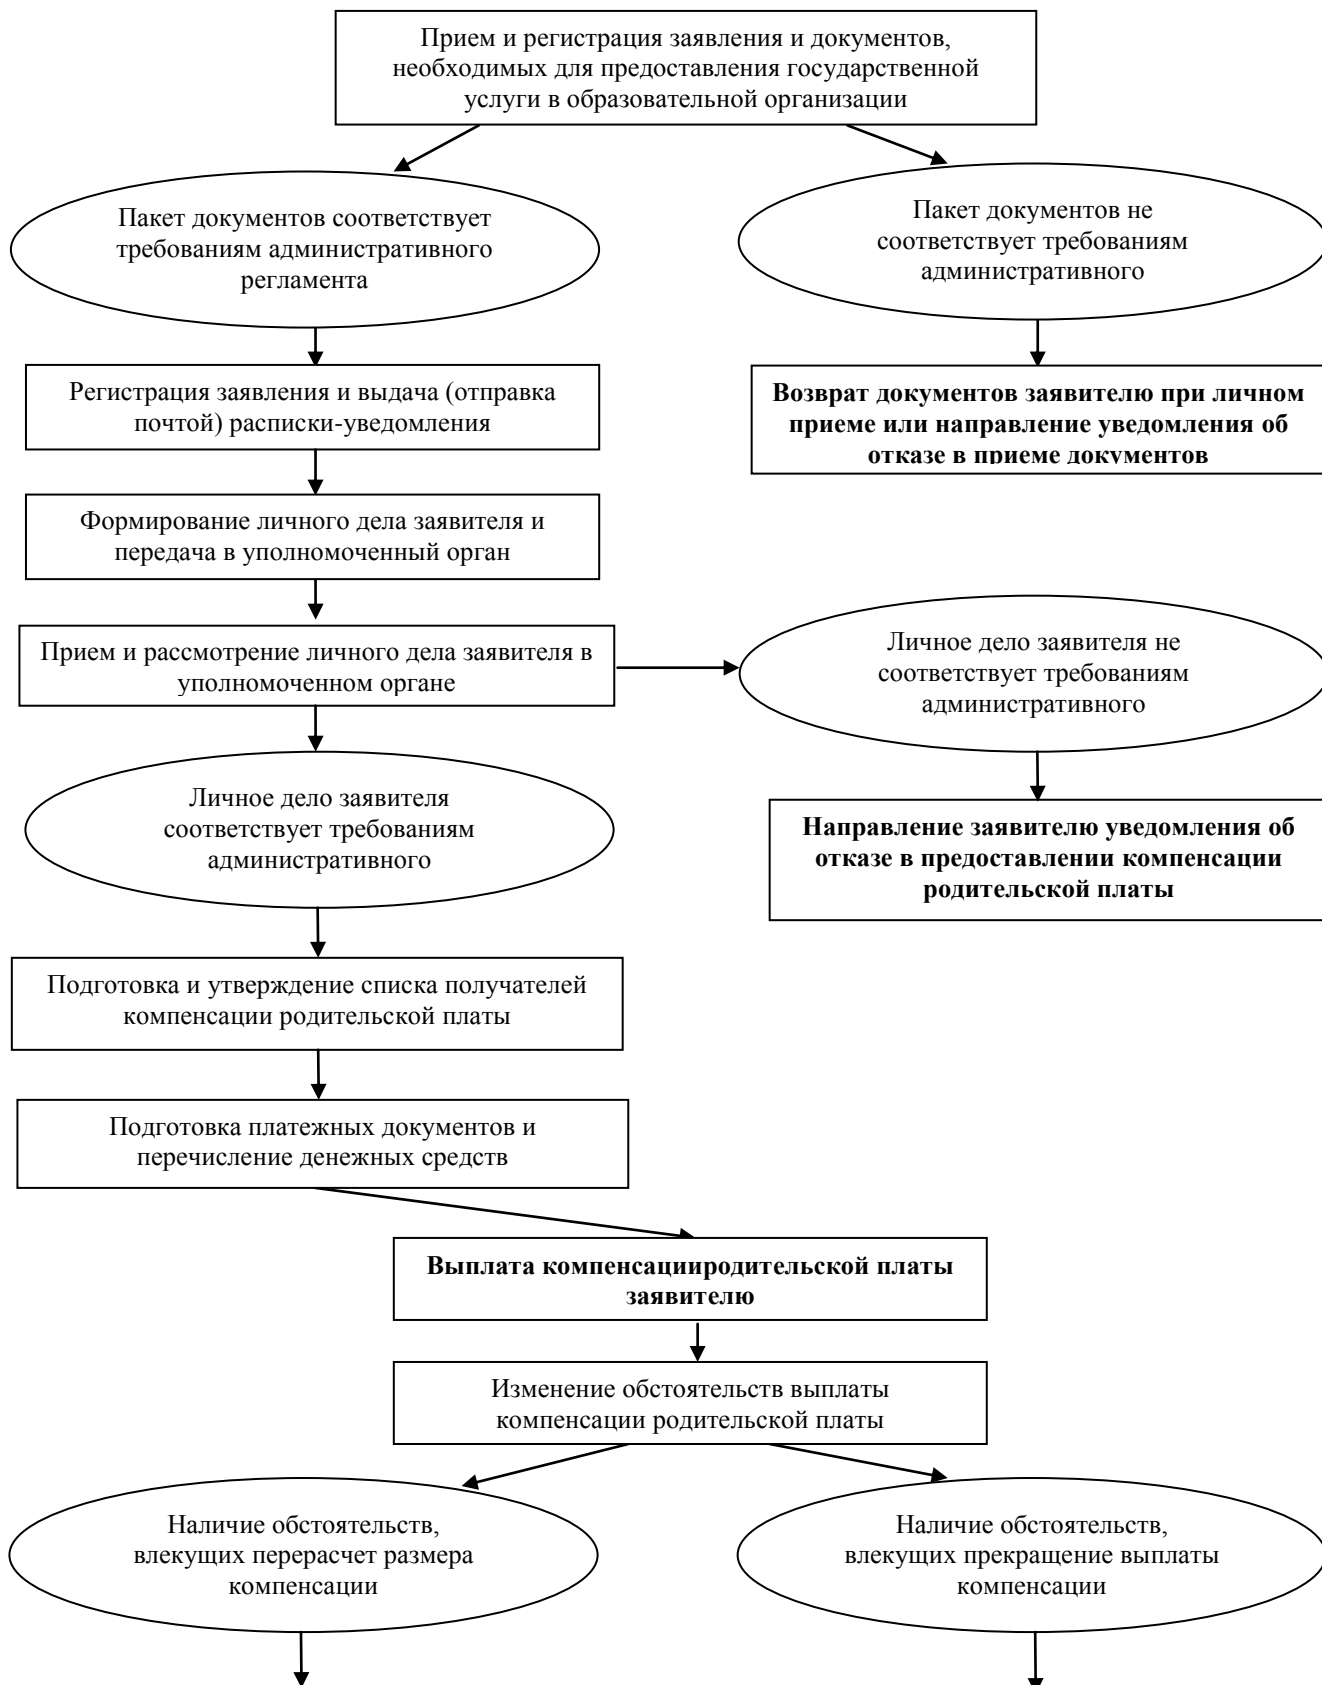 Прием и регистрация заявления и документов,
необходимых для предоставления государственной
услуги в образовательной организации
Пакет документов соответствует
требованиям административного
регламента
Пакет документов не
соответствует требованиям
административного
Регистрация заявления и выдача (отправка
почтой) расписки-уведомления
Возврат документов заявителю при личном
приеме или направление уведомления об
отказе в приеме документов
Формирование личного дела заявителя и
передача в уполномоченный орган
Прием и рассмотрение личного дела заявителя в
уполномоченном органе
Личное дело заявителя не
соответствует требованиям
административного
Личное дело заявителя
соответствует требованиям
административного
Направление заявителю уведомления об
отказе в предоставлении компенсации
родительской платы
Подготовка и утверждение списка получателей
компенсации родительской платы
Подготовка платежных документов и
перечисление денежных средств
Выплата компенсациородительской платы
заявителю
Изменение обстоятельств выплаты
компенсации родительской платы
Наличие обстоятельств,
влекущих перерасчет размера
компенсации
Наличие обстоятельств,
влекущих прекращение выплаты
компенсации